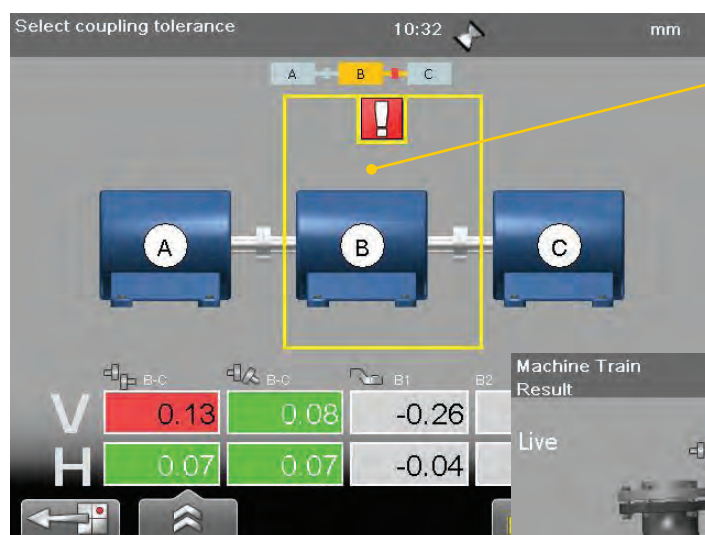 Select coupling tolerance 10:32 mm
A B C
!
A B C
B-C B-C B1 B2
V 0.13 0.08 -0.26
H 0.07 0.07 -0.04
Machine Train
Result
Live